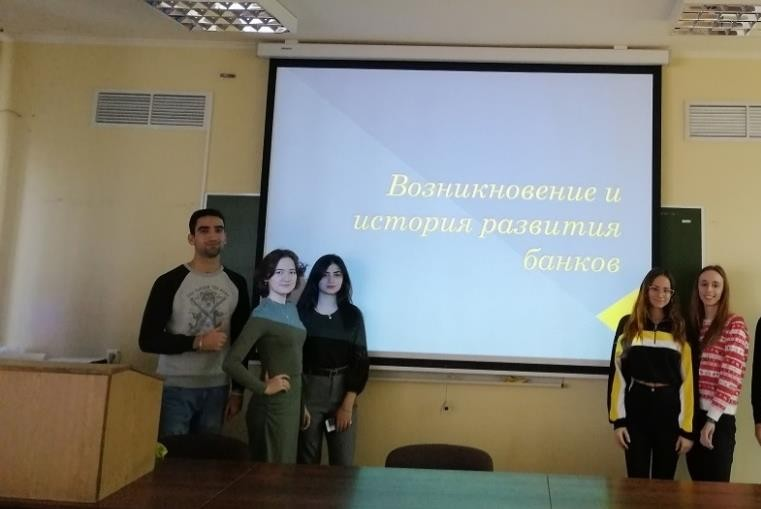 Возникновение и
история развития
банков